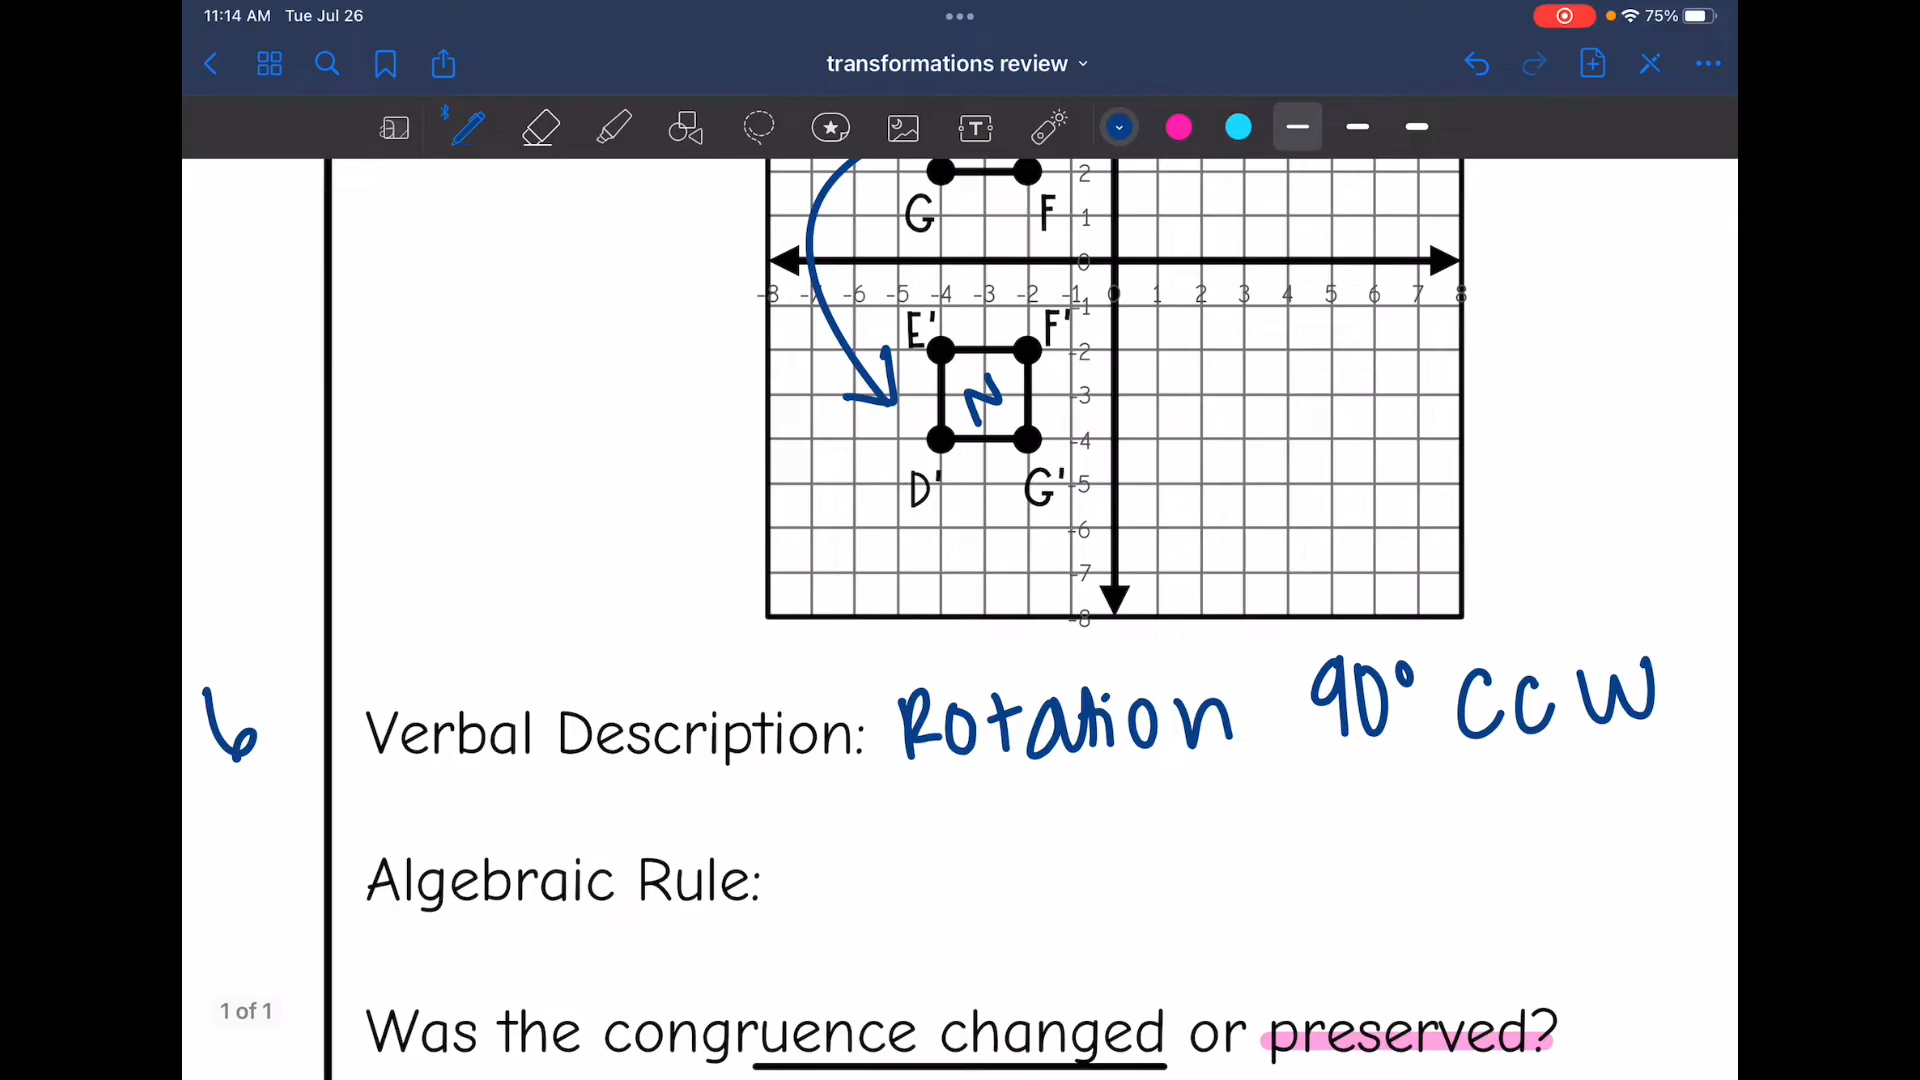 11:14 AM Tue Jul 26
75%
transformations review
T
2
G F 1
0
-8 -7 -6 -5 -4 -3 -2 -1 0 1 2 3 4 5 6 7 8
-1
E' F'
-2
N -3
-4
D' G' -5
-6
-7
-8
6 Verbal Description: Rotation 90° CCW
Algebraic Rule:
1 of 1
Was the congruence changed or preserved?